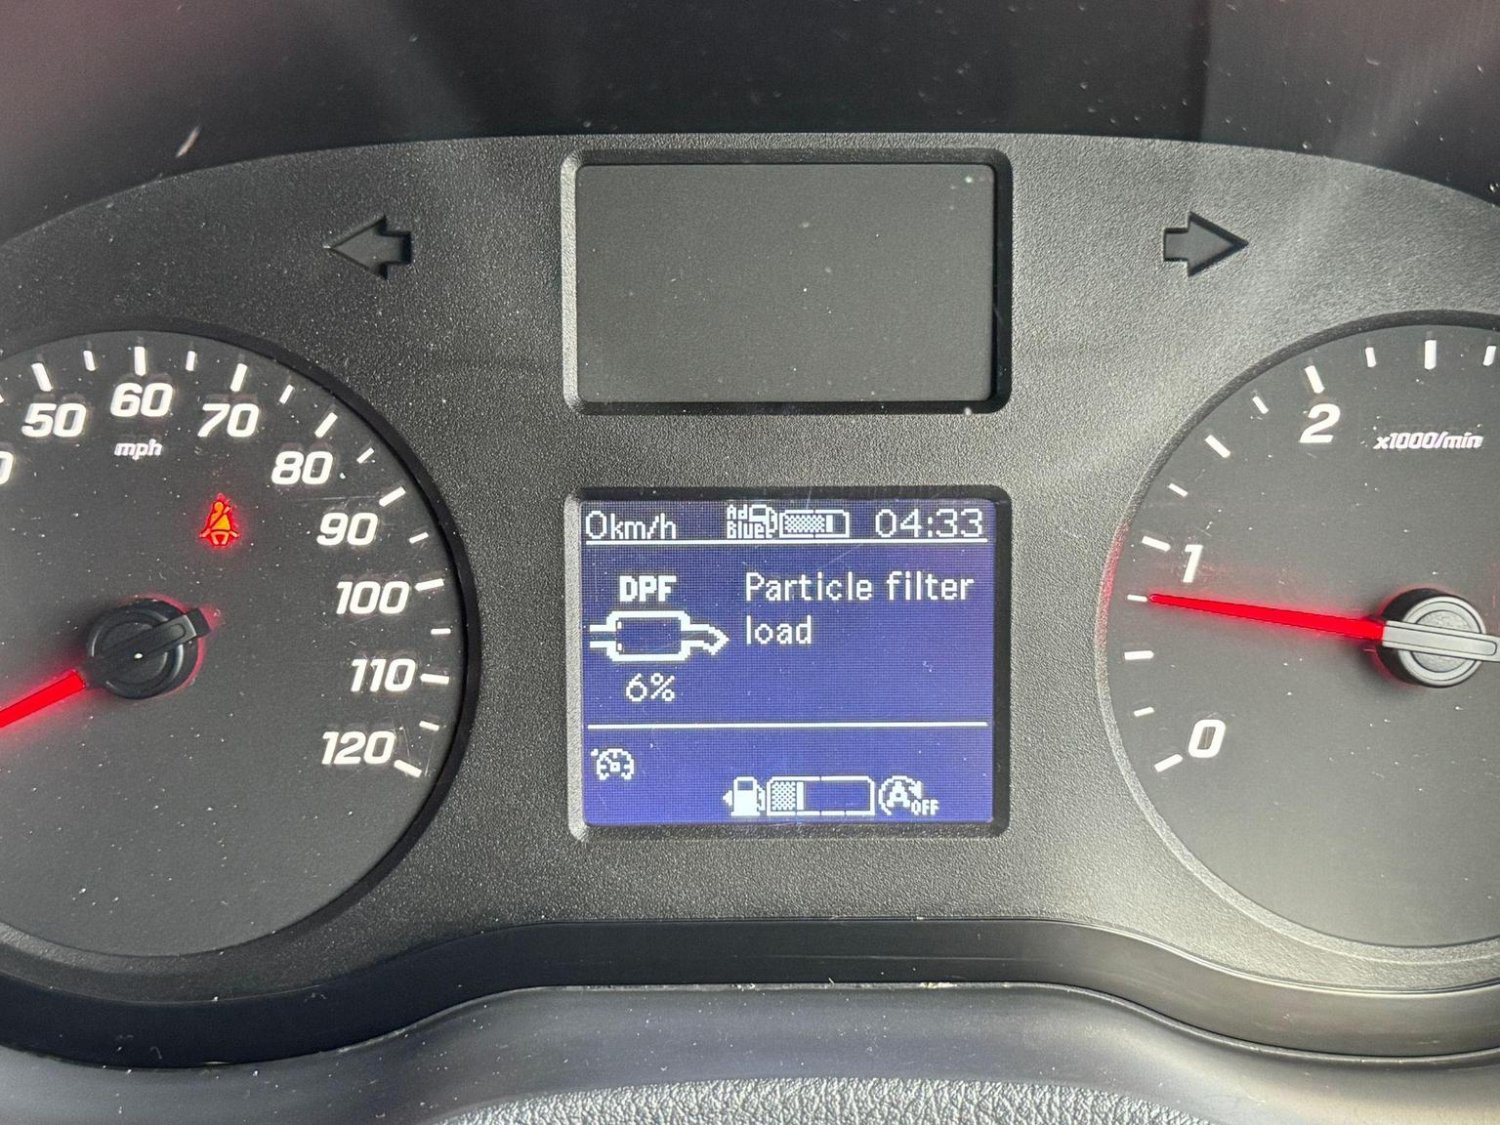 0km/h Ad Blue 04:33
DPF Particle filter
load
6%
A OFF
50 60 70 80 90 100 110 120
mph
2 1 0
x1000/min